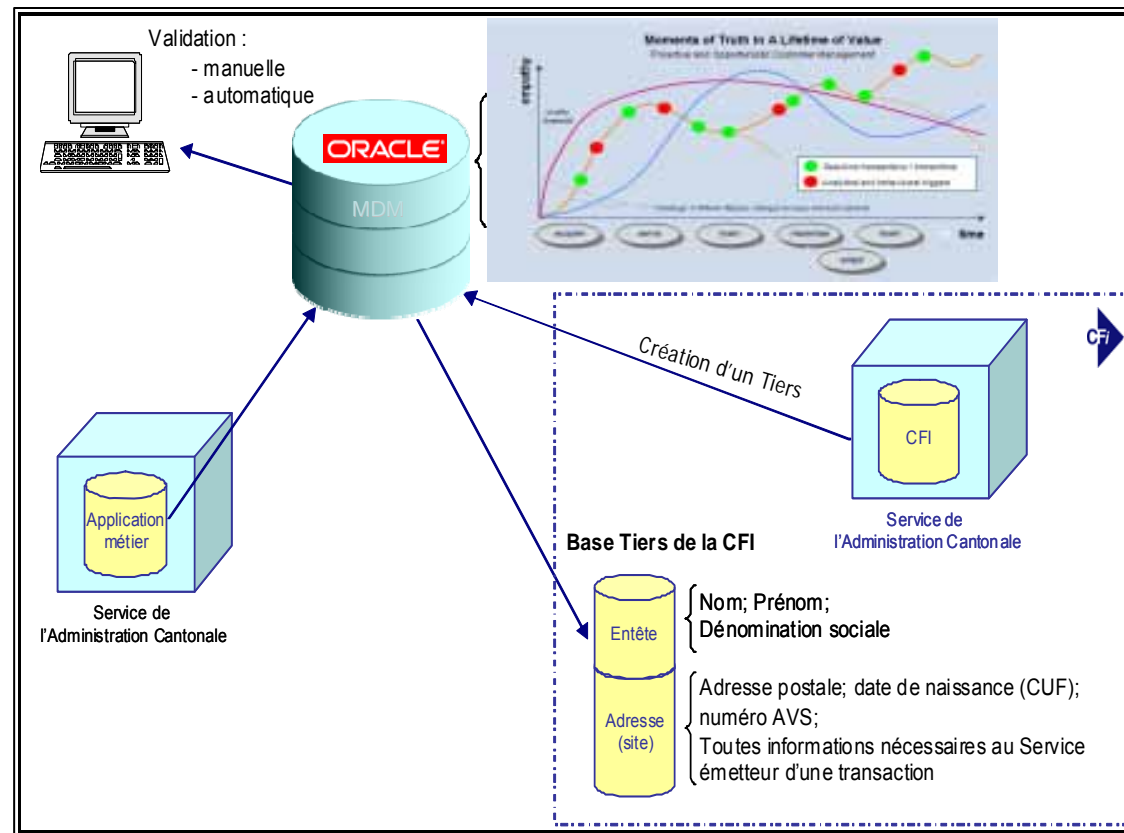 Validation :
- manuelle
- automatique
Moments of Truth In A Lifetime of Value
empathy
time
ORACLE
MDM
Création d'un Tiers
CFi
CFI
Service de
l'Administration Cantonale
Application
métier
Service de
l'Administration Cantonale
Base Tiers de la CFI
Entête
Nom; Prénom;
Dénomination sociale
Adresse
(site)
Adresse postale; date de naissance (CUF);
numéro AVS;
Toutes informations nécessaires au Service
émetteur d'une transaction